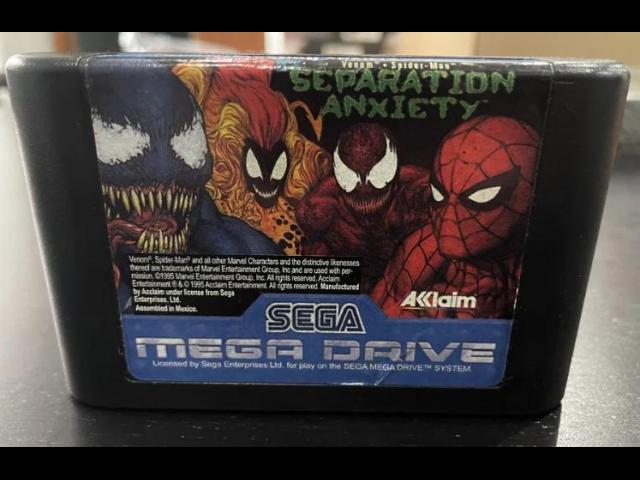 Venom • Spider-Man
SEPARATION
ANXIETY™
Venom®, Spider-Man® and all other Marvel Characters and the distinctive likenesses
thereof are trademarks of Marvel Entertainment Group, Inc and are used with per-
mission. ©1995 Marvel Entertainment Group, Inc. All rights reserved. Acclaim
Entertainment ® & © 1995 Acclaim Entertainment. All rights reserved. Manufactured
by Acclaim under license from Sega
Enterprises, Ltd.
Assembled in Mexico.
AKKlaim
SEGA
MEGA DRIVE
Licensed by Sega Enterprises Ltd. for play on the SEGA MEGA DRIVE™ SYSTEM.